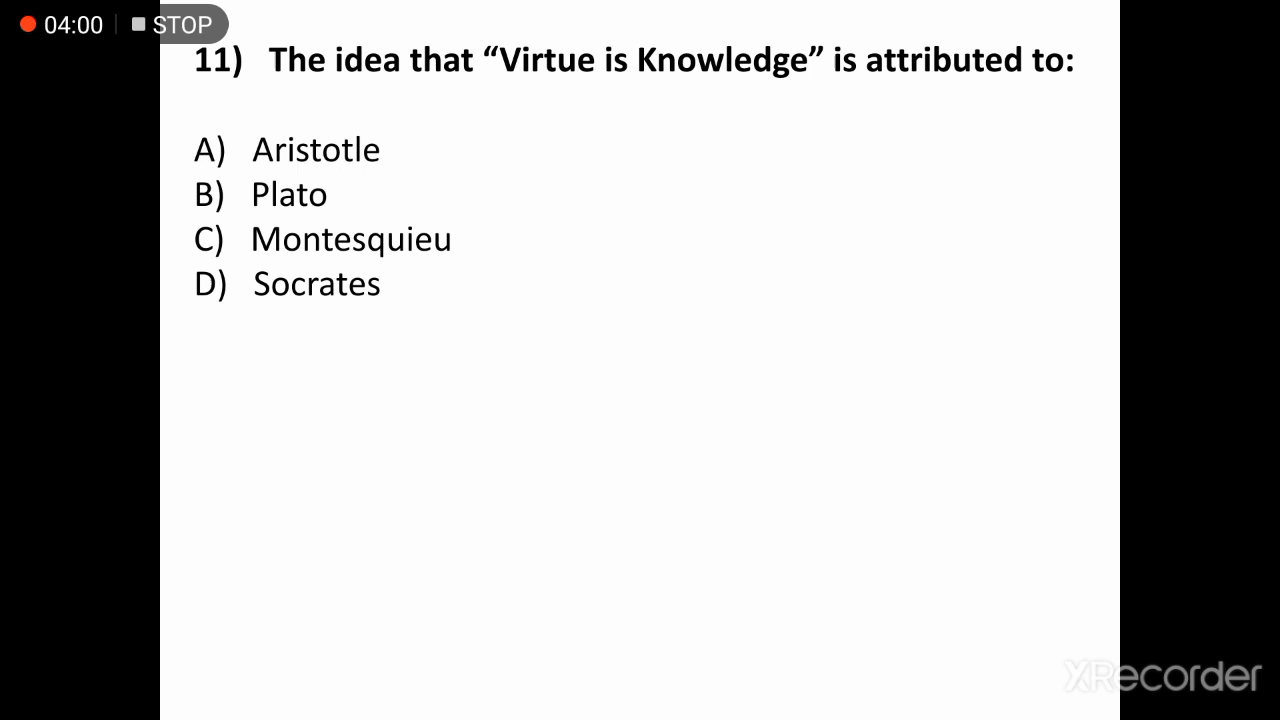 04:00 STOP
11) The idea that “Virtue is Knowledge” is attributed to:
A) Aristotle
B) Plato
C) Montesquieu
D) Socrates
XRecorder